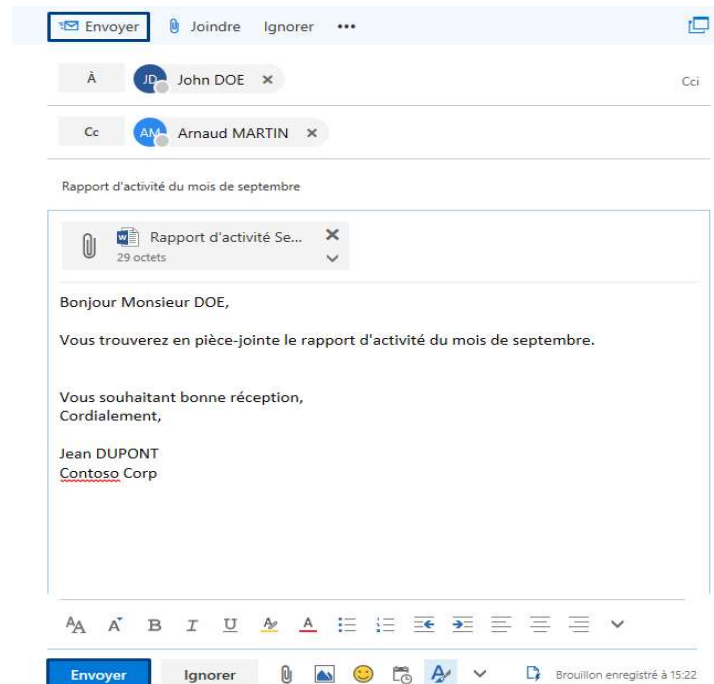 Envoyer Joindre Ignorer •••
À JD John DOE × Cci
Cc AM Arnaud MARTIN ×
Rapport d'activité du mois de septembre
Rapport d'activité Se... ×
29 octets
Bonjour Monsieur DOE,
Vous trouverez en pièce-jointe le rapport d'activité du mois de septembre.
Vous souhaitant bonne réception,
Cordialement,
Jean DUPONT
Contoso Corp
AA A B I U A A
Envoyer Ignorer A Brouillon enregistré à 15:22